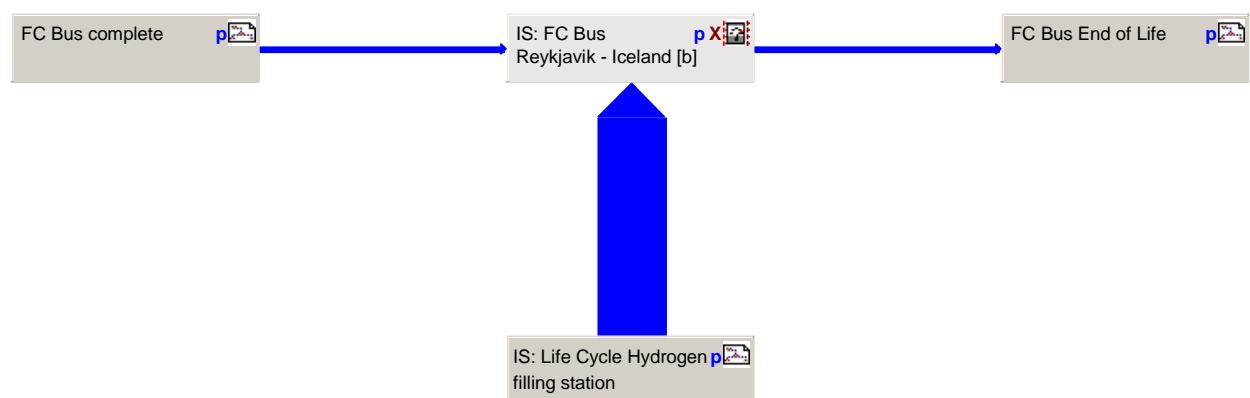 FC Bus complete p
IS: FC Bus p X
Reykjavik - Iceland [b]
FC Bus End of Life p
IS: Life Cycle Hydrogen p
filling station